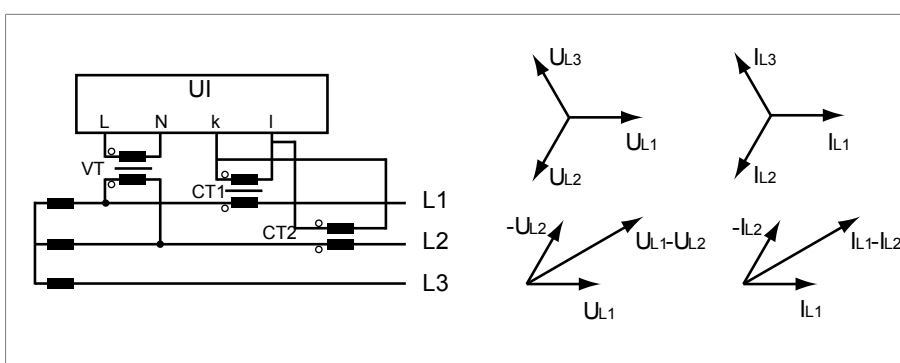 UI
L N k l
VT
CT1
CT2
L1
L2
L3
UL3
UL1
UL2
IL3
IL1
IL2
-UL2
UL1-UL2
UL1
-IL2
IL1-IL2
IL1